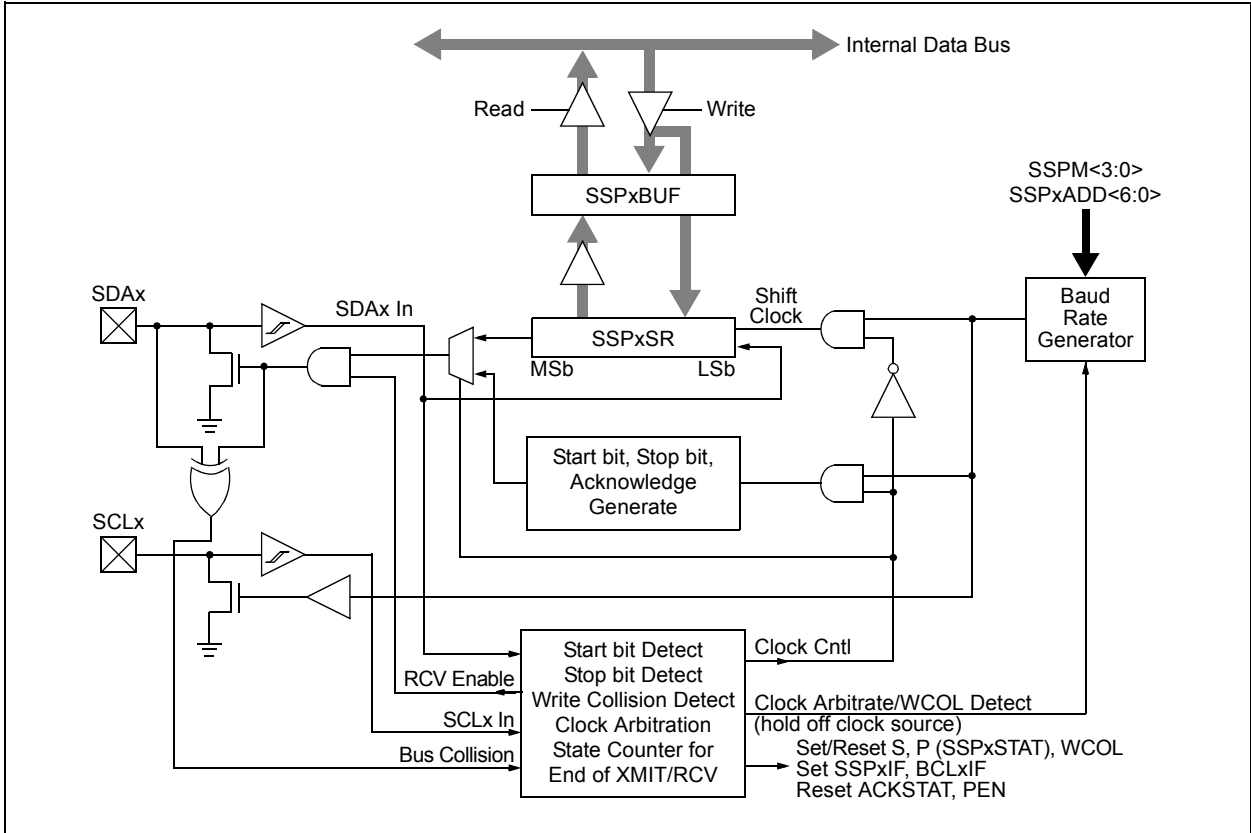 Internal Data Bus
Read
Write
SSPxBUF
SSPM<3:0>
SSPxADD<6:0>
SDAx
SDAx In
Shift
Clock
Baud
Rate
Generator
SSPxSR
MSb
LSb
Start bit, Stop bit,
Acknowledge
Generate
SCLx
Start bit Detect
Stop bit Detect
Write Collision Detect
Clock Arbitration
State Counter for
End of XMIT/RCV
RCV Enable
SCLx In
Bus Collision
Clock Cntl
Clock Arbitrate/WCOL Detect
(hold off clock source)
Set/Reset S, P (SSPxSTAT), WCOL
Set SSPxIF, BCLxIF
Reset ACKSTAT, PEN